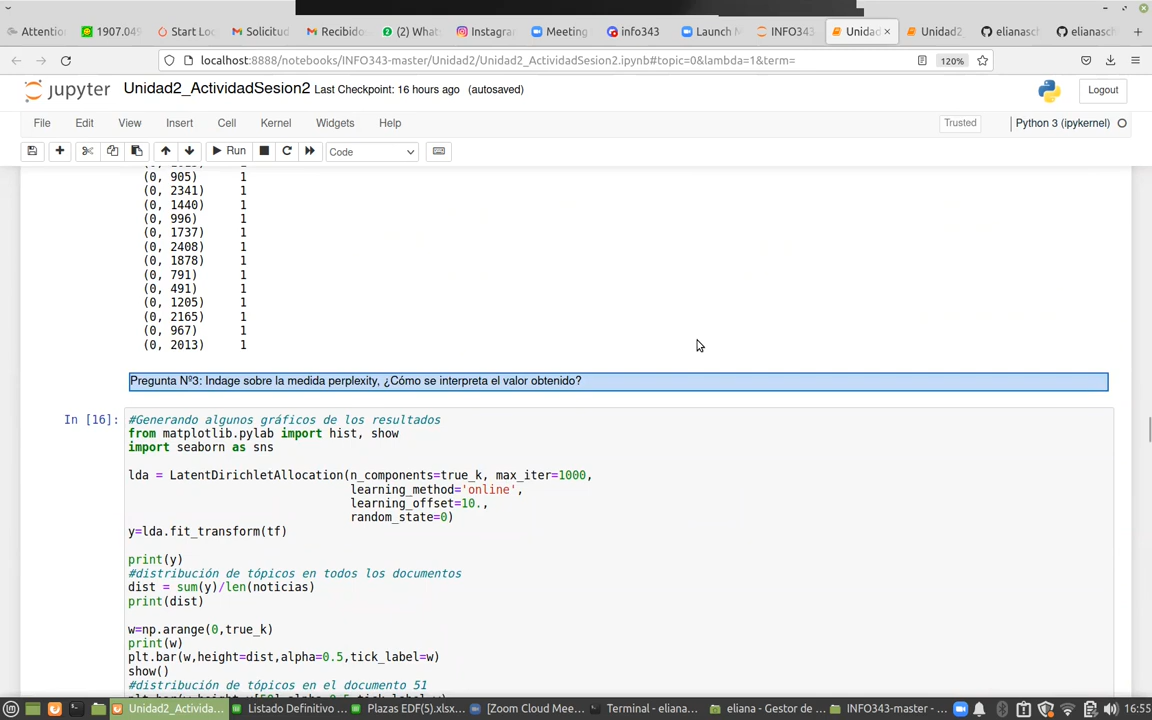 Attentio
1907.049
Start Loc
Solicitud
Recibido
(2) What
Instagra
Meeting
info343
Launch M
INFO343
Unidad
Unidad2
elianasch
elianasch
localhost:8888/notebooks/INFO343-master/Unidad2/Unidad2_ActividadSesion2.ipynb#topic=0&lambda=1&term=
120%
jupyter
Unidad2_ActividadSesion2 Last Checkpoint: 16 hours ago (autosaved)
Logout
File Edit View Insert Cell Kernel Widgets Help
Trusted
Python 3 (ipykernel)
Run
Code
(0, 905) 1
(0, 2341) 1
(0, 1440) 1
(0, 996) 1
(0, 1737) 1
(0, 2408) 1
(0, 1878) 1
(0, 791) 1
(0, 491) 1
(0, 1205) 1
(0, 2165) 1
(0, 967) 1
(0, 2013) 1
Pregunta Nº3: Indage sobre la medida perplexity, ¿Cómo se interpreta el valor obtenido?
In [16]:
#Generando algunos gráficos de los resultados
from matplotlib.pylab import hist, show
import seaborn as sns
lda = LatentDirichletAllocation(n_components=true_k, max_iter=1000,
learning_method='online',
learning_offset=10.,
random_state=0)
y=lda.fit_transform(tf)
print(y)
#distribución de tópicos en todos los documentos
dist = sum(y)/len(noticias)
print(dist)
w=np.arange(0,true_k)
print(w)
plt.bar(w,height=dist,alpha=0.5,tick_label=w)
show()
#distribución de tópicos en el documento 51
Unidad2_Activida...
Listado Definitivo ...
Plazas EDF(5).xlsx...
[Zoom Cloud Mee...
Terminal - eliana...
eliana - Gestor de ...
INFO343-master - ...
16:55